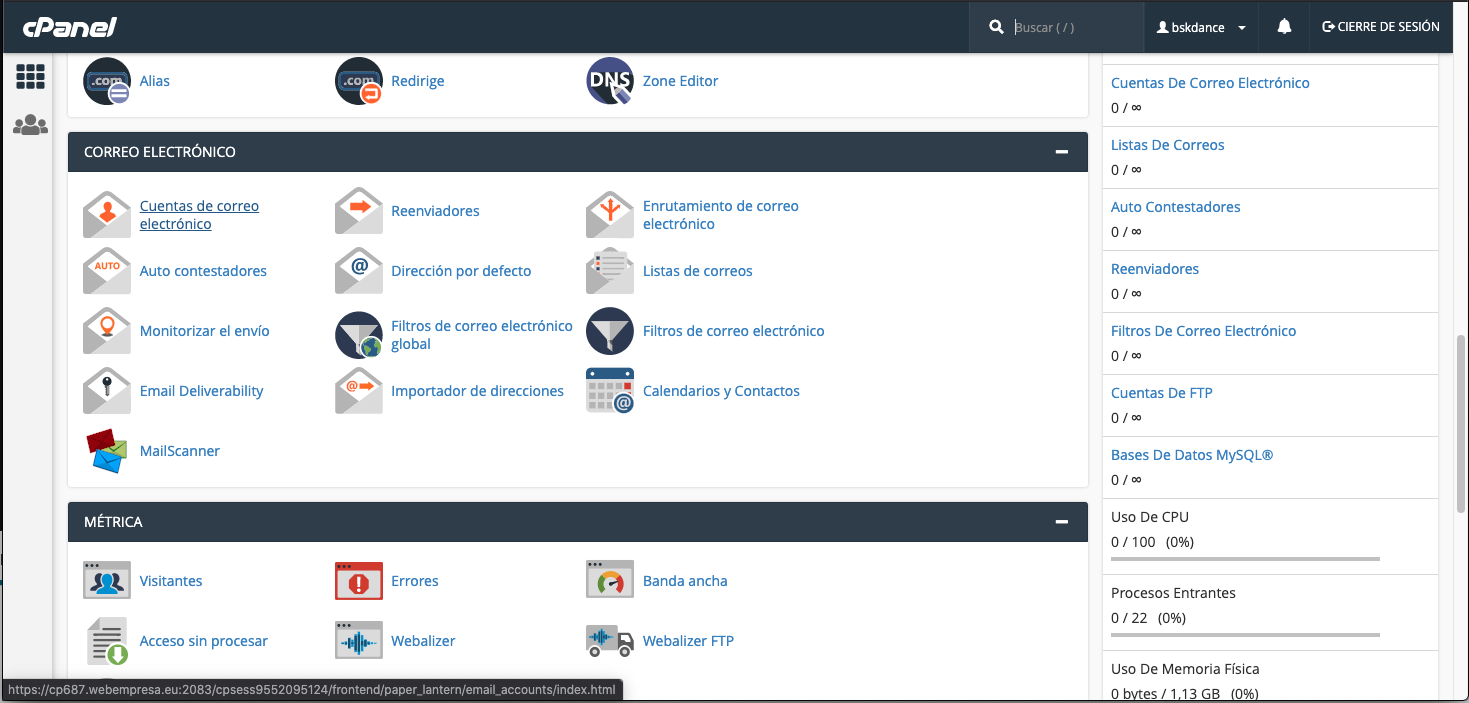 cPanel
Buscar ( / )
bskdance
CIERRE DE SESIÓN
.com
Alias
.com
Redirige
DNS
Zone Editor
CORREO ELECTRÓNICO
Cuentas de correo
electrónico
Reenviadores
Enrutamiento de correo
electrónico
AUTO
Auto contestadores
@
Dirección por defecto
Listas de correos
Monitorizar el envío
Filtros de correo electrónico
global
Filtros de correo electrónico
Email Deliverability
@
Importador de direcciones
@
Calendarios y Contactos
MailScanner
MÉTRICA
Visitantes
Errores
Banda ancha
Acceso sin procesar
Webalizer
Webalizer FTP
Cuentas De Correo Electrónico
0 / ∞
Listas De Correos
0 / ∞
Auto Contestadores
0 / ∞
Reenviadores
0 / ∞
Filtros De Correo Electrónico
0 / ∞
Cuentas De FTP
0 / ∞
Bases De Datos MySQL®
0 / ∞
Uso De CPU
0 / 100 (0%)
Procesos Entrantes
0 / 22 (0%)
Uso De Memoria Física
0 bytes / 1,13 GB (0%)
https://cp687.webempresa.eu:2083/cpsess9552095124/frontend/paper_lantern/email_accounts/index.html